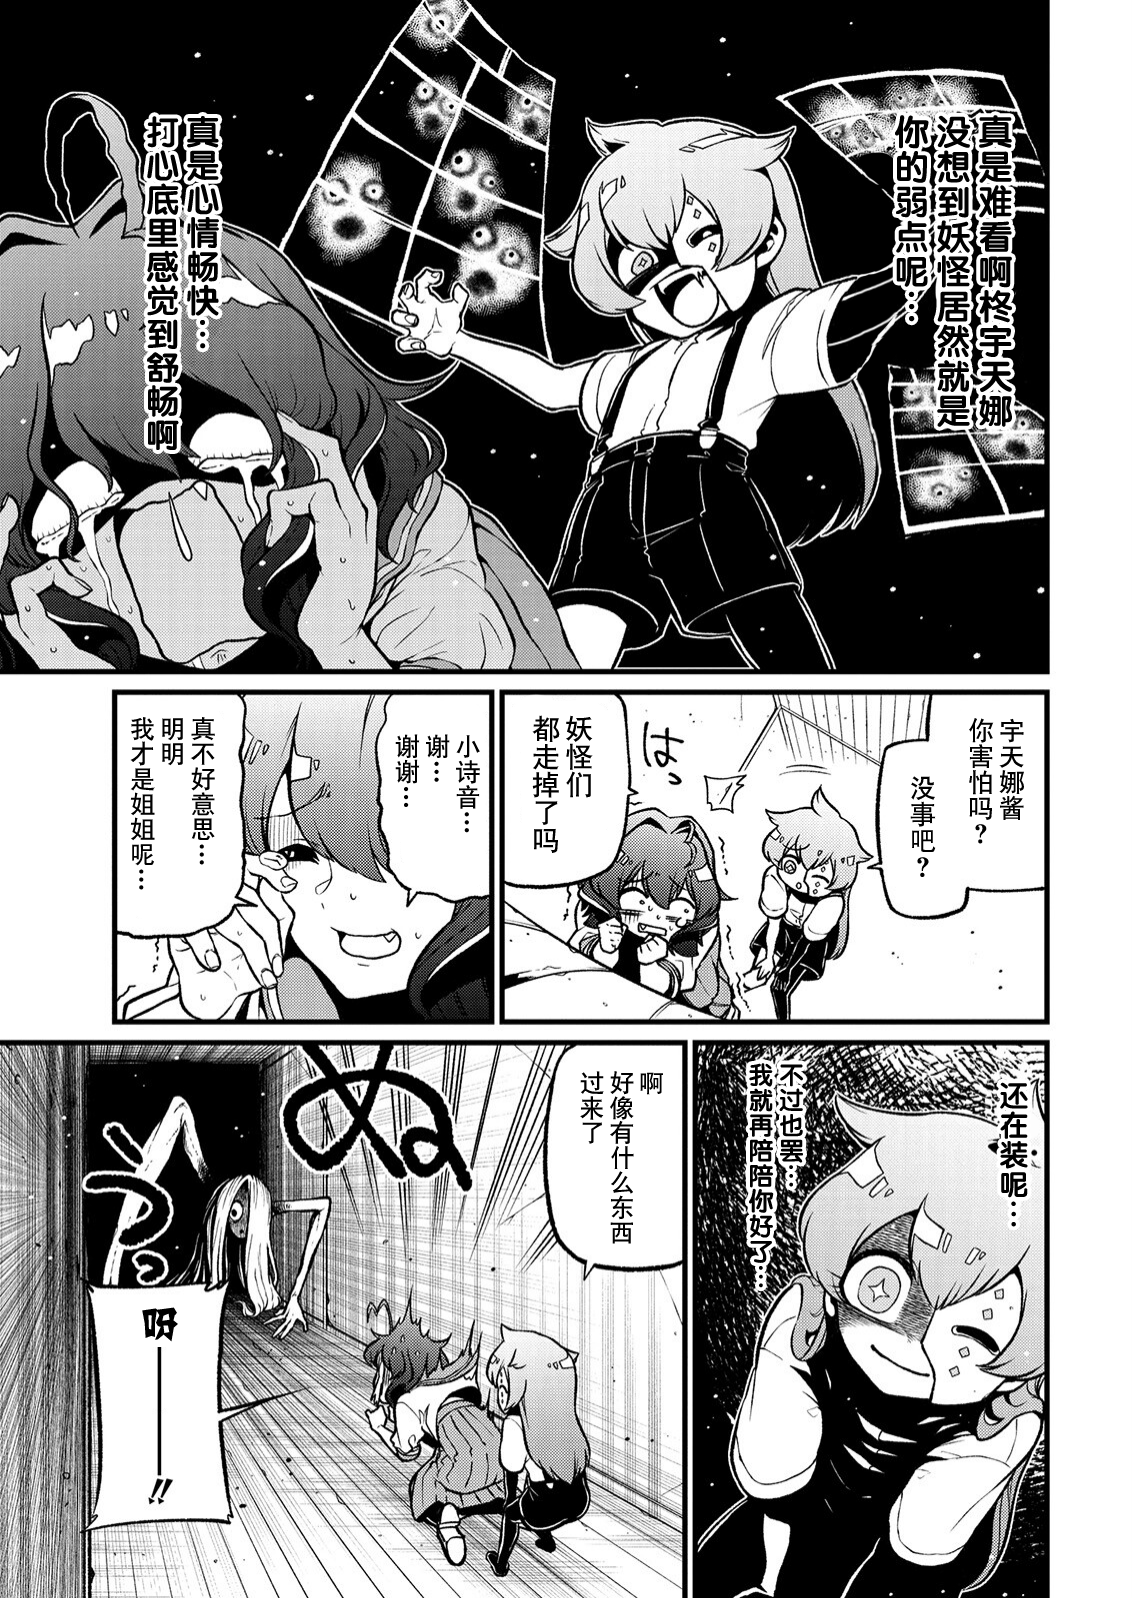 真是难看啊柊宇天娜
没想到妖怪居然就是
你的弱点呢…
真是心情畅快…
打心底里感觉到舒畅啊
宇天娜酱
你害怕吗?
没事吧?
はっ
妖怪们
都走掉了吗
小诗音…
谢…
谢谢…
真不好意思…
明明
我才是姐姐呢…
还在装呢…
不过也罢…
我就再陪陪你好了…
啊
好像有什么东西
过来了
ぬぅっ
呀——!!